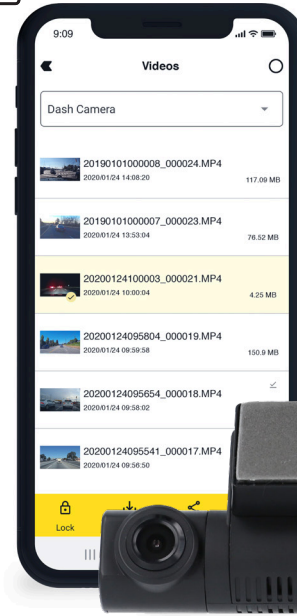 9:09
Videos
Dash Camera
20190101000008_000024.MP4
2020/01/24 14:08:20
117.09 MB
20190101000007_000023.MP4
2020/01/24 13:53:04
76.52 MB
20200124100003_000021.MP4
2020/01/24 10:00:04
4.25 MB
20200124095804_000019.MP4
2020/01/24 09:59:58
150.9 MB
20200124095654_000018.MP4
2020/01/24 09:58:02
20200124095541_000017.MP4
2020/01/24 09:56:50
Lock